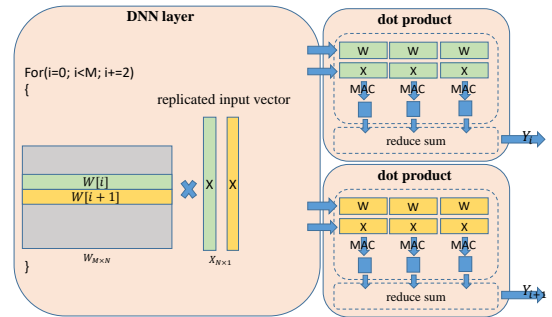 DNN layer
For(i=0; i<M; i+=2)
{
replicated input vector
W[i]
W[i + 1]
X X
W_{M×N}
X_{N×1}
}
dot product
W W W
X X X
MAC MAC MAC
reduce sum
Y_i
dot product
W W W
X X X
MAC MAC MAC
reduce sum
Y_{i+1}